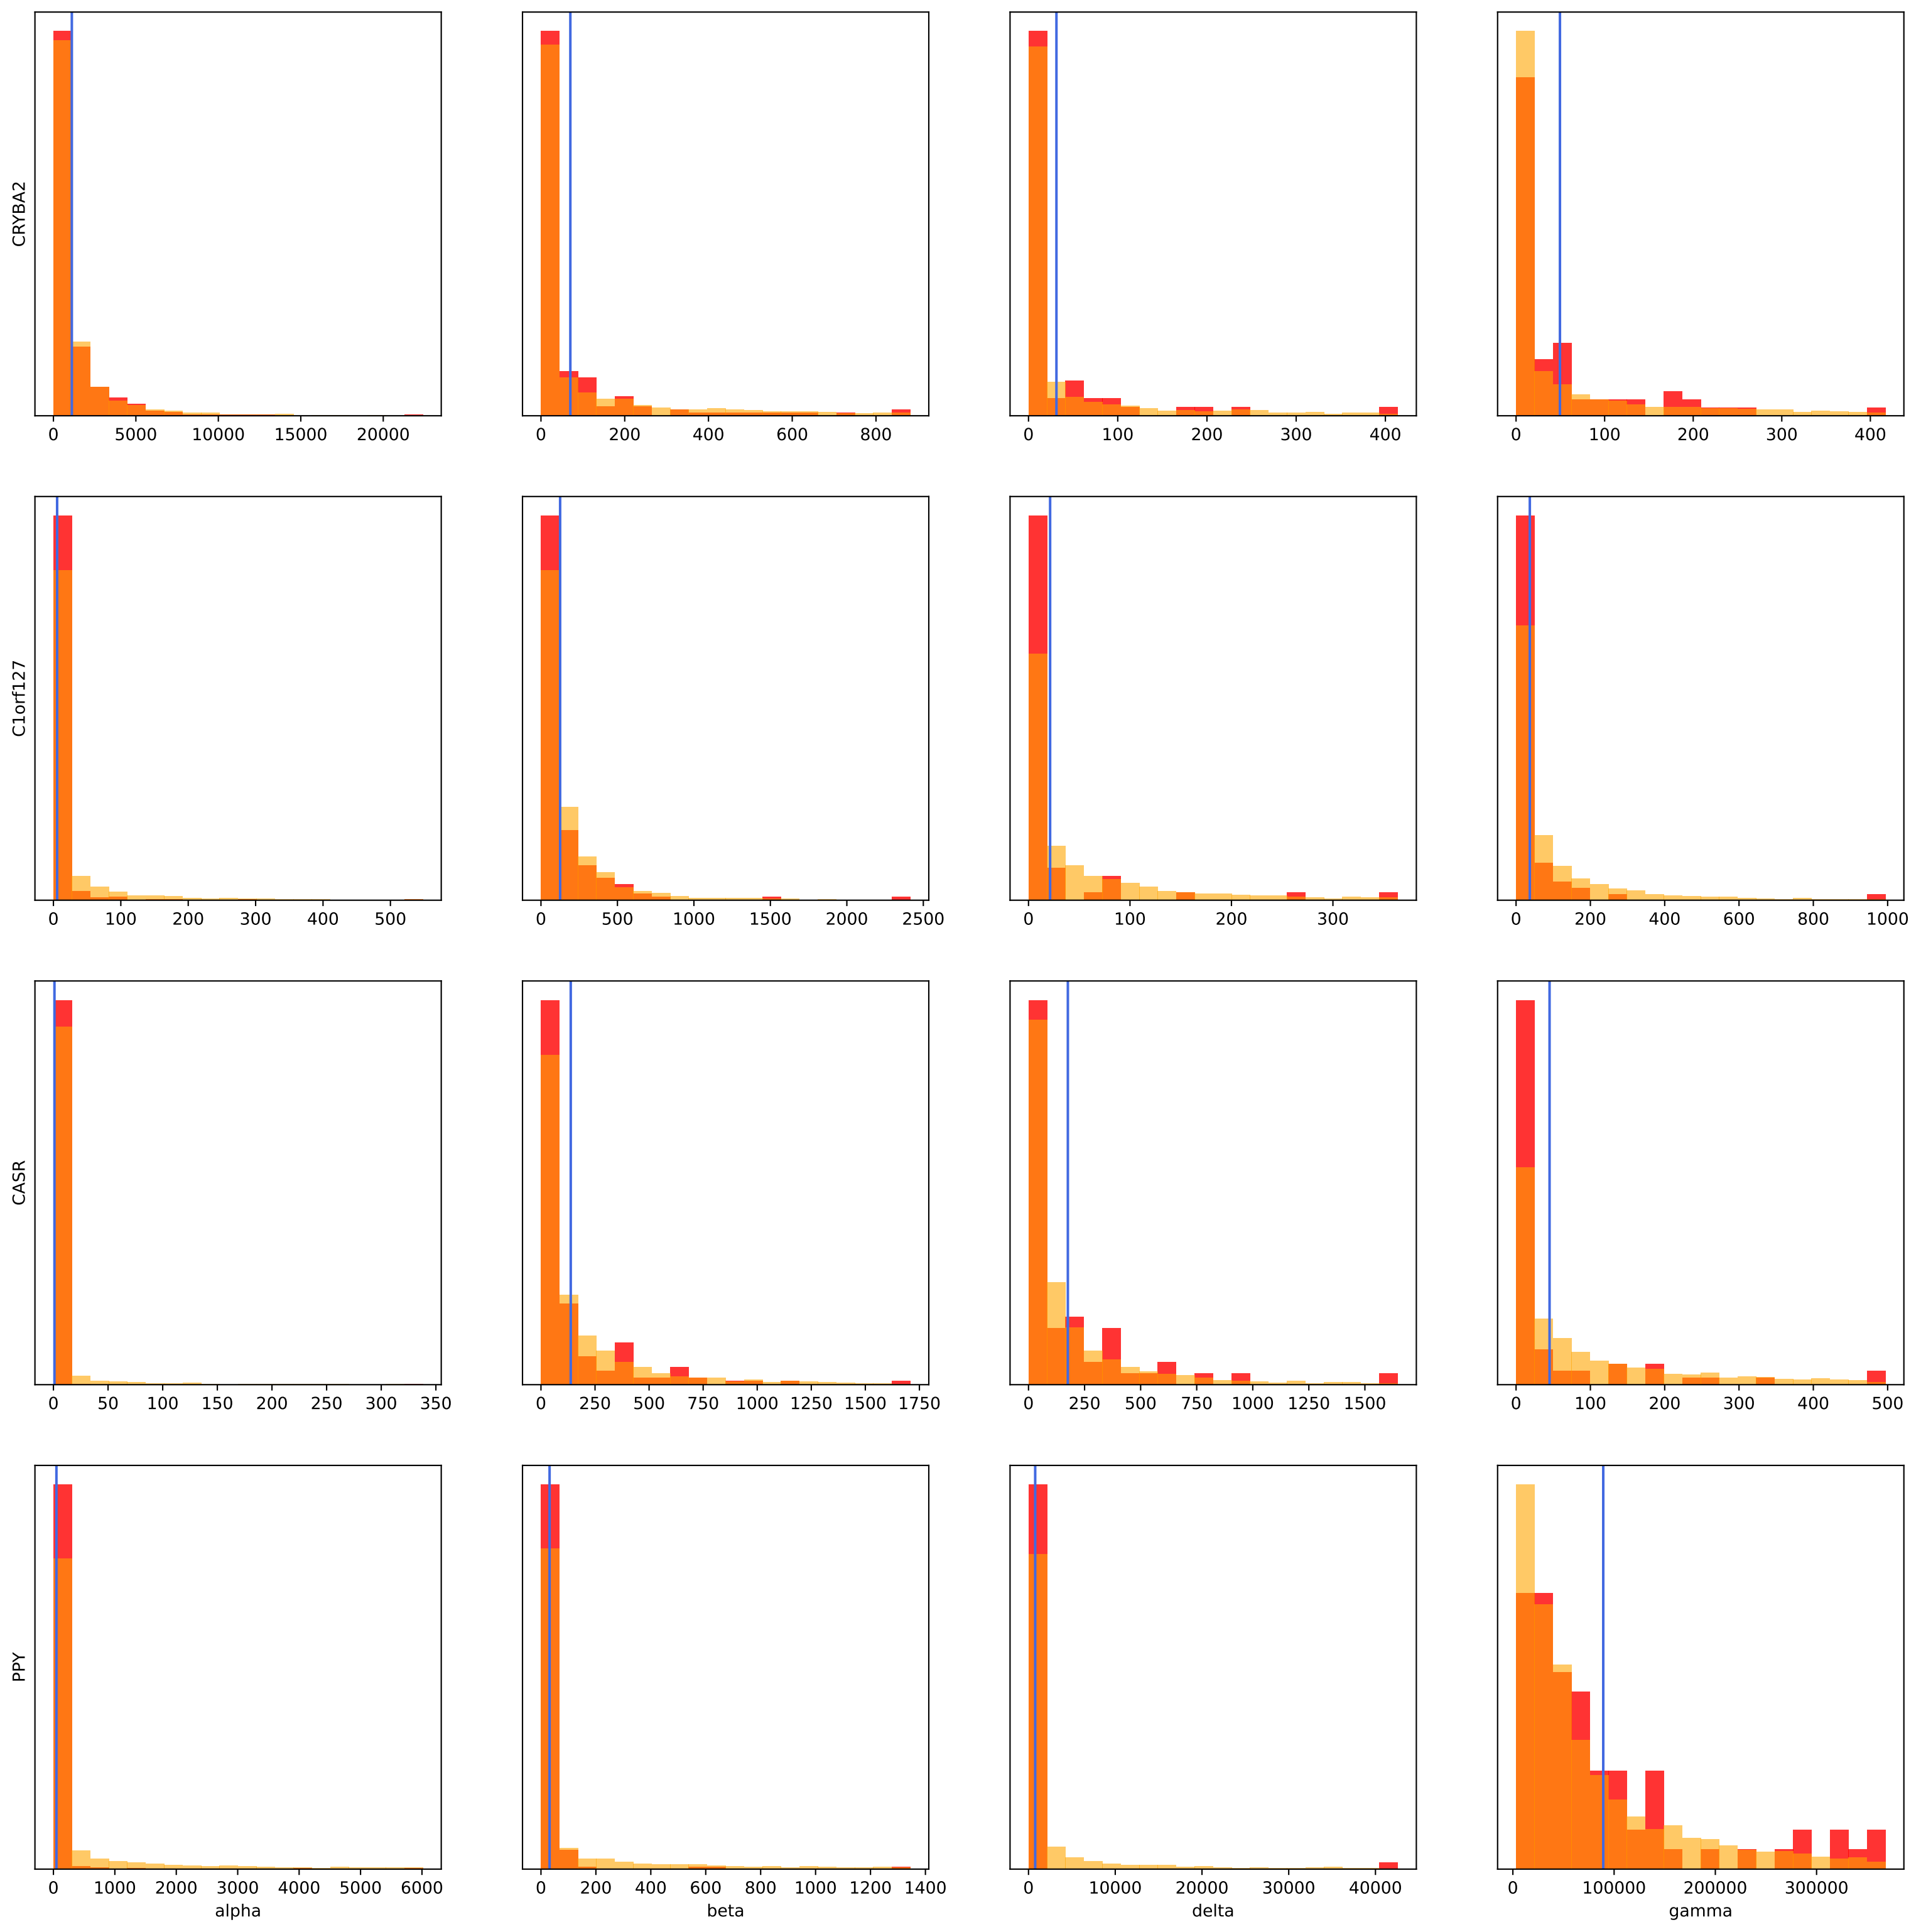 CRYBA2
0 5000 10000 15000 20000
0 200 400 600 800
0 100 200 300 400
0 100 200 300 400
C1orf127
0 100 200 300 400 500
0 500 1000 1500 2000 2500
0 100 200 300
0 200 400 600 800 1000
CASR
0 50 100 150 200 250 300 350
0 250 500 750 1000 1250 1500 1750
0 250 500 750 1000 1250 1500
0 100 200 300 400 500
PPY
0 1000 2000 3000 4000 5000 6000
0 200 400 600 800 1000 1200 1400
0 10000 20000 30000 40000
0 100000 200000 300000
alpha
beta
delta
gamma